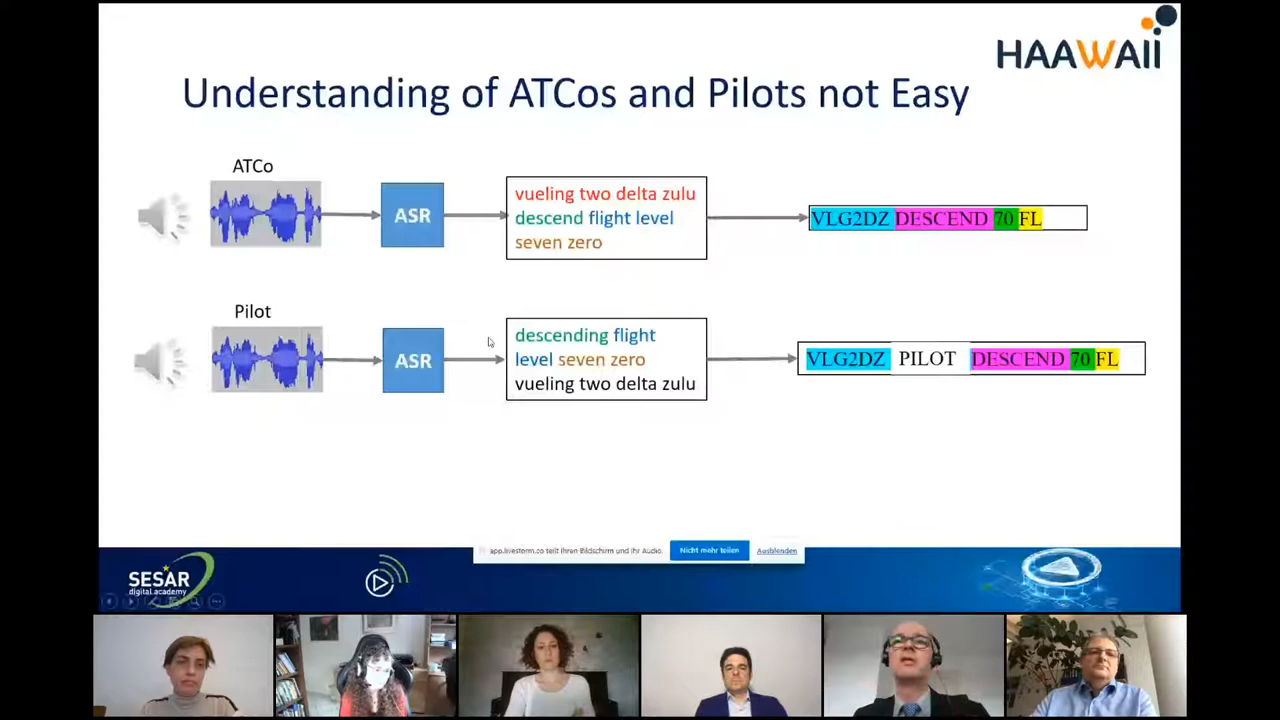 HAAWAII
Understanding of ATCos and Pilots not Easy
ATCo
ASR
vueling two delta zulu
descend flight level
seven zero
VLG2DZ DESCEND 70 FL
Pilot
ASR
descending flight
level seven zero
vueling two delta zulu
VLG2DZ PILOT DESCEND 70 FL
app.livestorm.co teilt Ihren Bildschirm und Ihr Audio.
Nicht mehr teilen
Ausblenden
SESAR
digital.academy